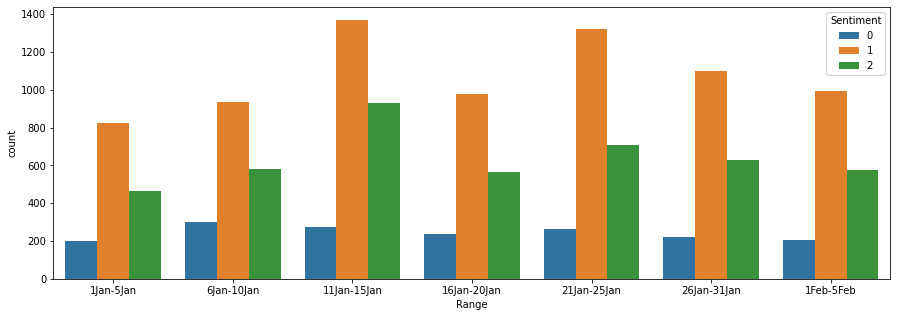 1400
1200
1000
800
600
400
200
0
count
Sentiment
0
1
2
1Jan-5Jan 6Jan-10Jan 11Jan-15Jan 16Jan-20Jan 21Jan-25Jan 26Jan-31Jan 1Feb-5Feb
Range